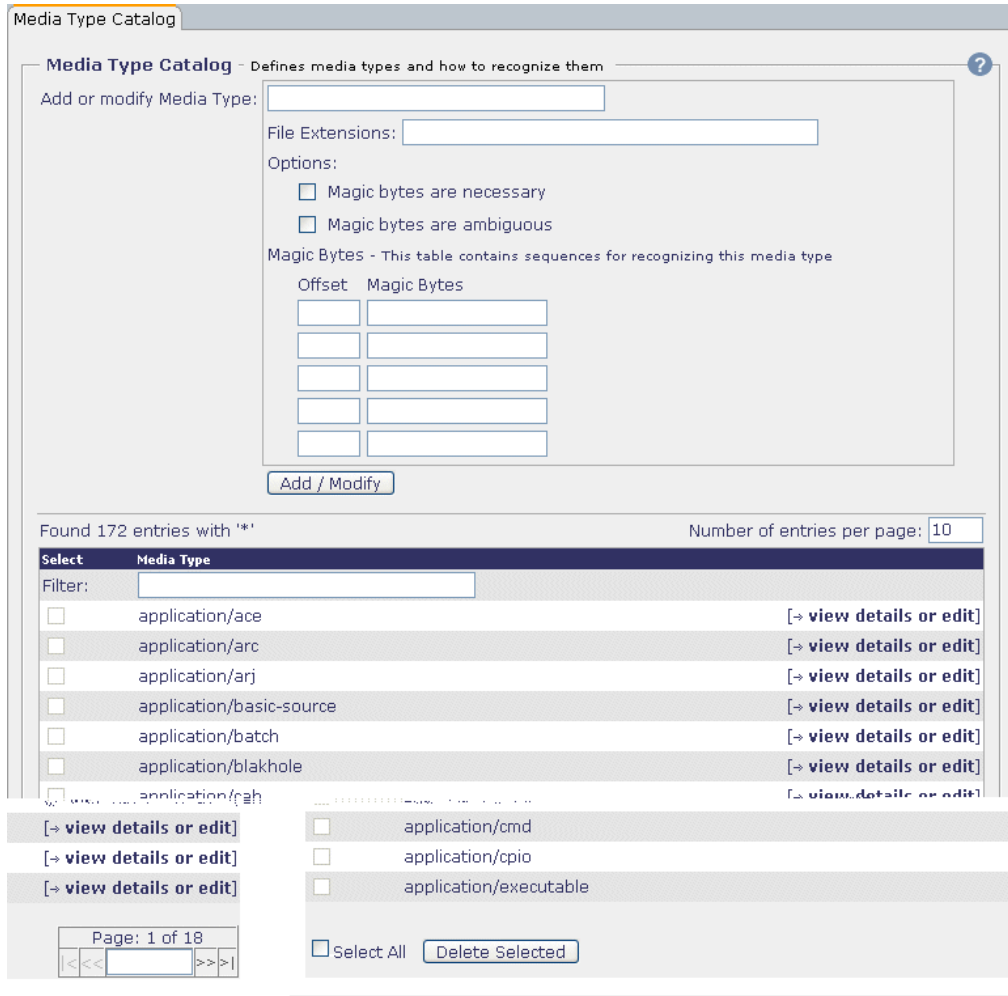 Media Type Catalog
Media Type Catalog - Defines media types and how to recognize them ?
Add or modify Media Type:
File Extensions:
Options:
Magic bytes are necessary
Magic bytes are ambiguous
Magic Bytes - This table contains sequences for recognizing this media type
Offset Magic Bytes
Add / Modify
Found 172 entries with '*' Number of entries per page: 10
Select Media Type
Filter:
application/ace [→ view details or edit]
application/arc [→ view details or edit]
application/arj [→ view details or edit]
application/basic-source [→ view details or edit]
application/batch [→ view details or edit]
application/blakhole [→ view details or edit]
[→ view details or edit]
[→ view details or edit] application/cmd
[→ view details or edit] application/cpio
[→ view details or edit] application/executable
Page: 1 of 18
|< << >> >|
Select All Delete Selected